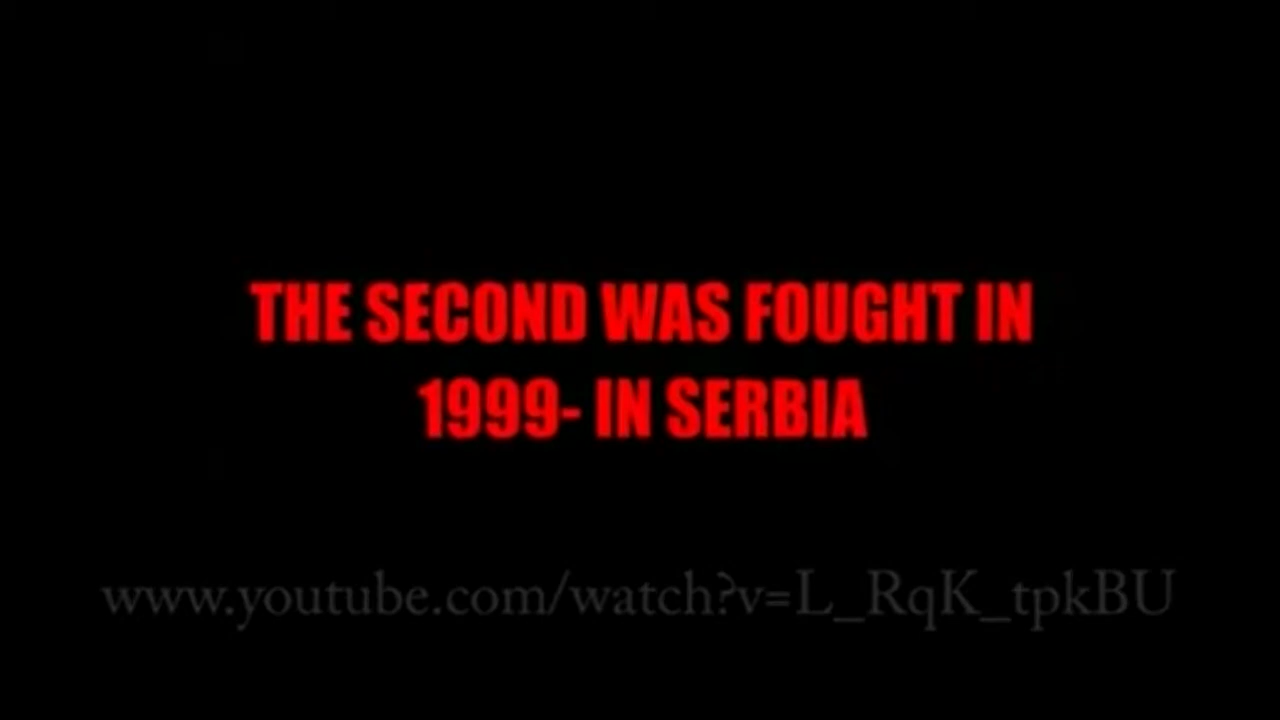 THE SECOND WAS FOUGHT IN
1999- IN SERBIA
www.youtube.com/watch?v=L_RqK_tpkBU